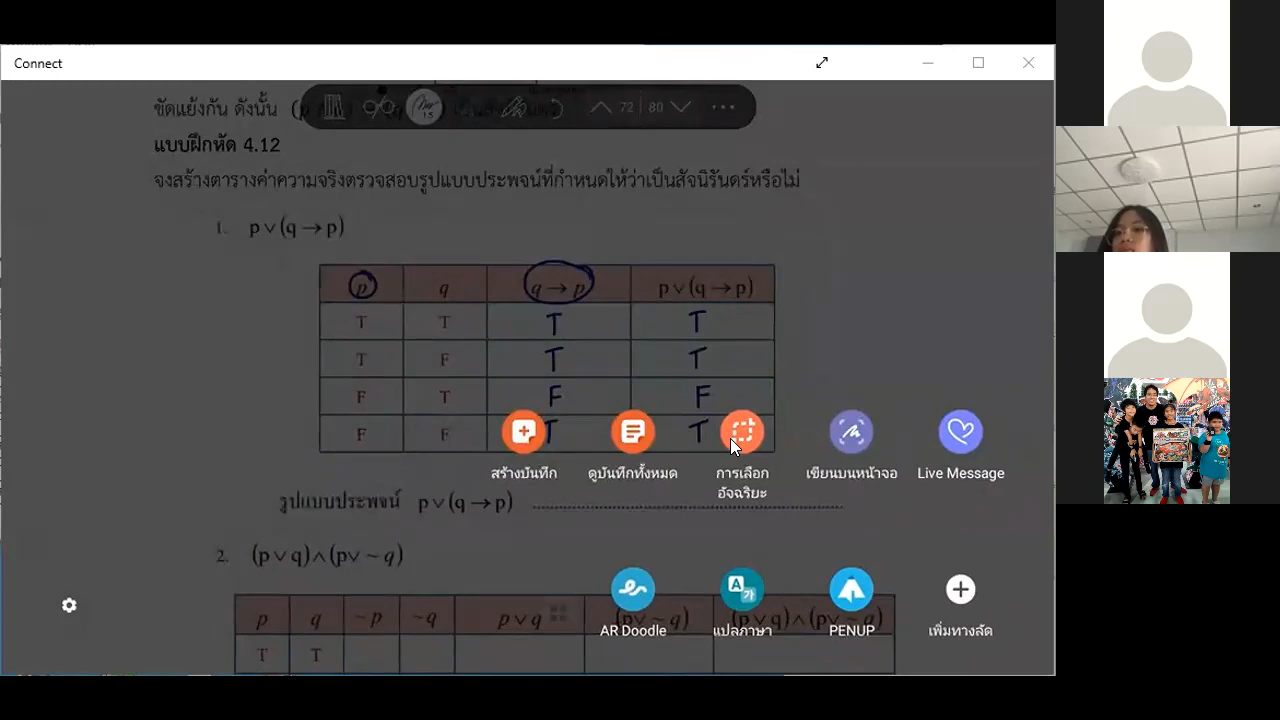 Connect
ขัดแย้งกัน ดังนั้น (p
72 | 80
15
แบบฝึกหัด 4.12
จงสร้างตารางค่าความจริงตรวจสอบรูปแบบประพจน์ที่กำหนดให้ว่าเป็นสัจนิรันดร์หรือไม่
1. p∨(q→p)
p q q→p p∨(q→p)
T T T T
T F T T
F T F F
F F T T
สร้างบันทึก ดูบันทึกทั้งหมด การเลือก เขียนบนหน้าจอ Live Message
อัจฉริยะ
รูปแบบประพจน์ p∨(q→p) ........................................
2. (p∨q)∧(p∨~q)
p q ~p ~q p∨q (p∨~q) (p∨q)∧(p∨~q)
AR Doodle แปลภาษา PENUP เพิ่มทางลัด
T T